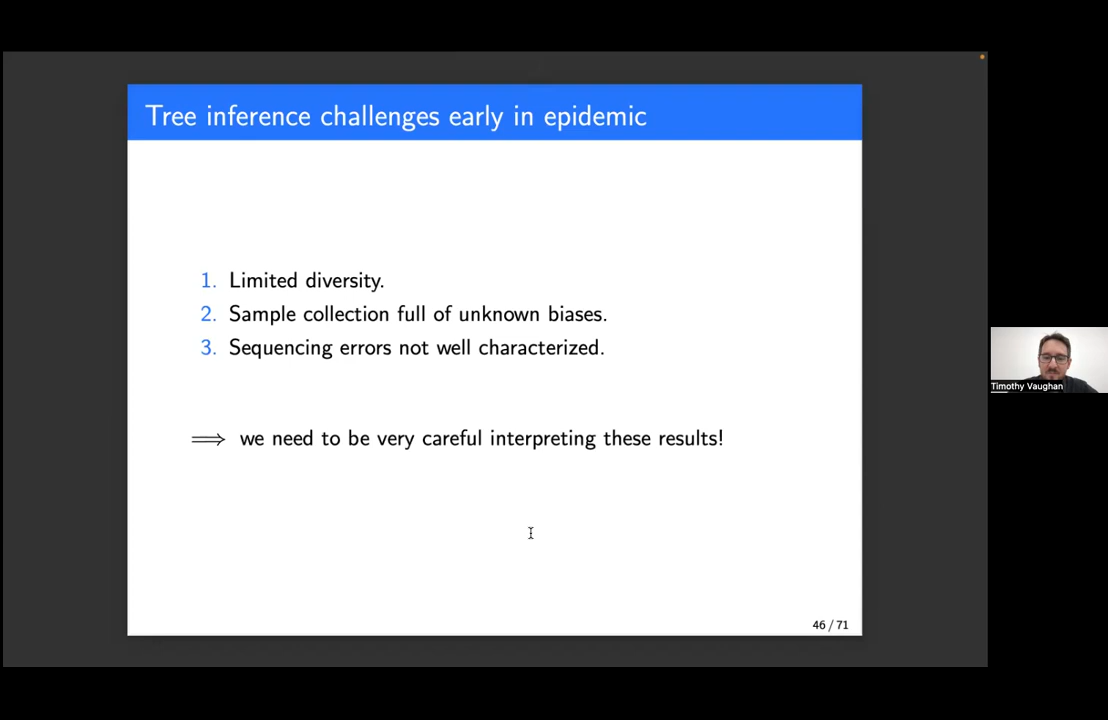 Tree inference challenges early in epidemic
1. Limited diversity.
2. Sample collection full of unknown biases.
3. Sequencing errors not well characterized.
⟹ we need to be very careful interpreting these results!
46 / 71
Timothy Vaughan